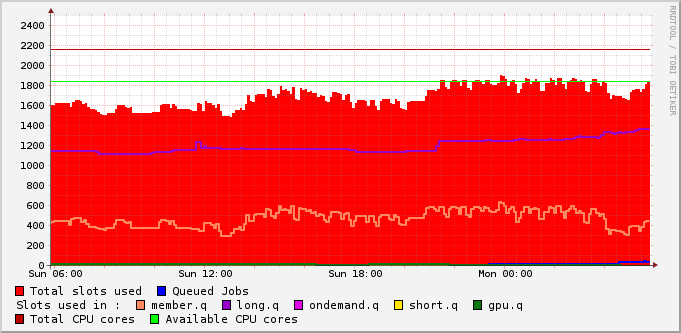 RRDTOOL / TOBI OETIKER
2400
2200
2000
1800
1600
1400
1200
1000
800
600
400
200
0
Sun 06:00 Sun 12:00 Sun 18:00 Mon 00:00
Total slots used Queued Jobs
Slots used in : member.q long.q ondemand.q short.q gpu.q
Total CPU cores Available CPU cores